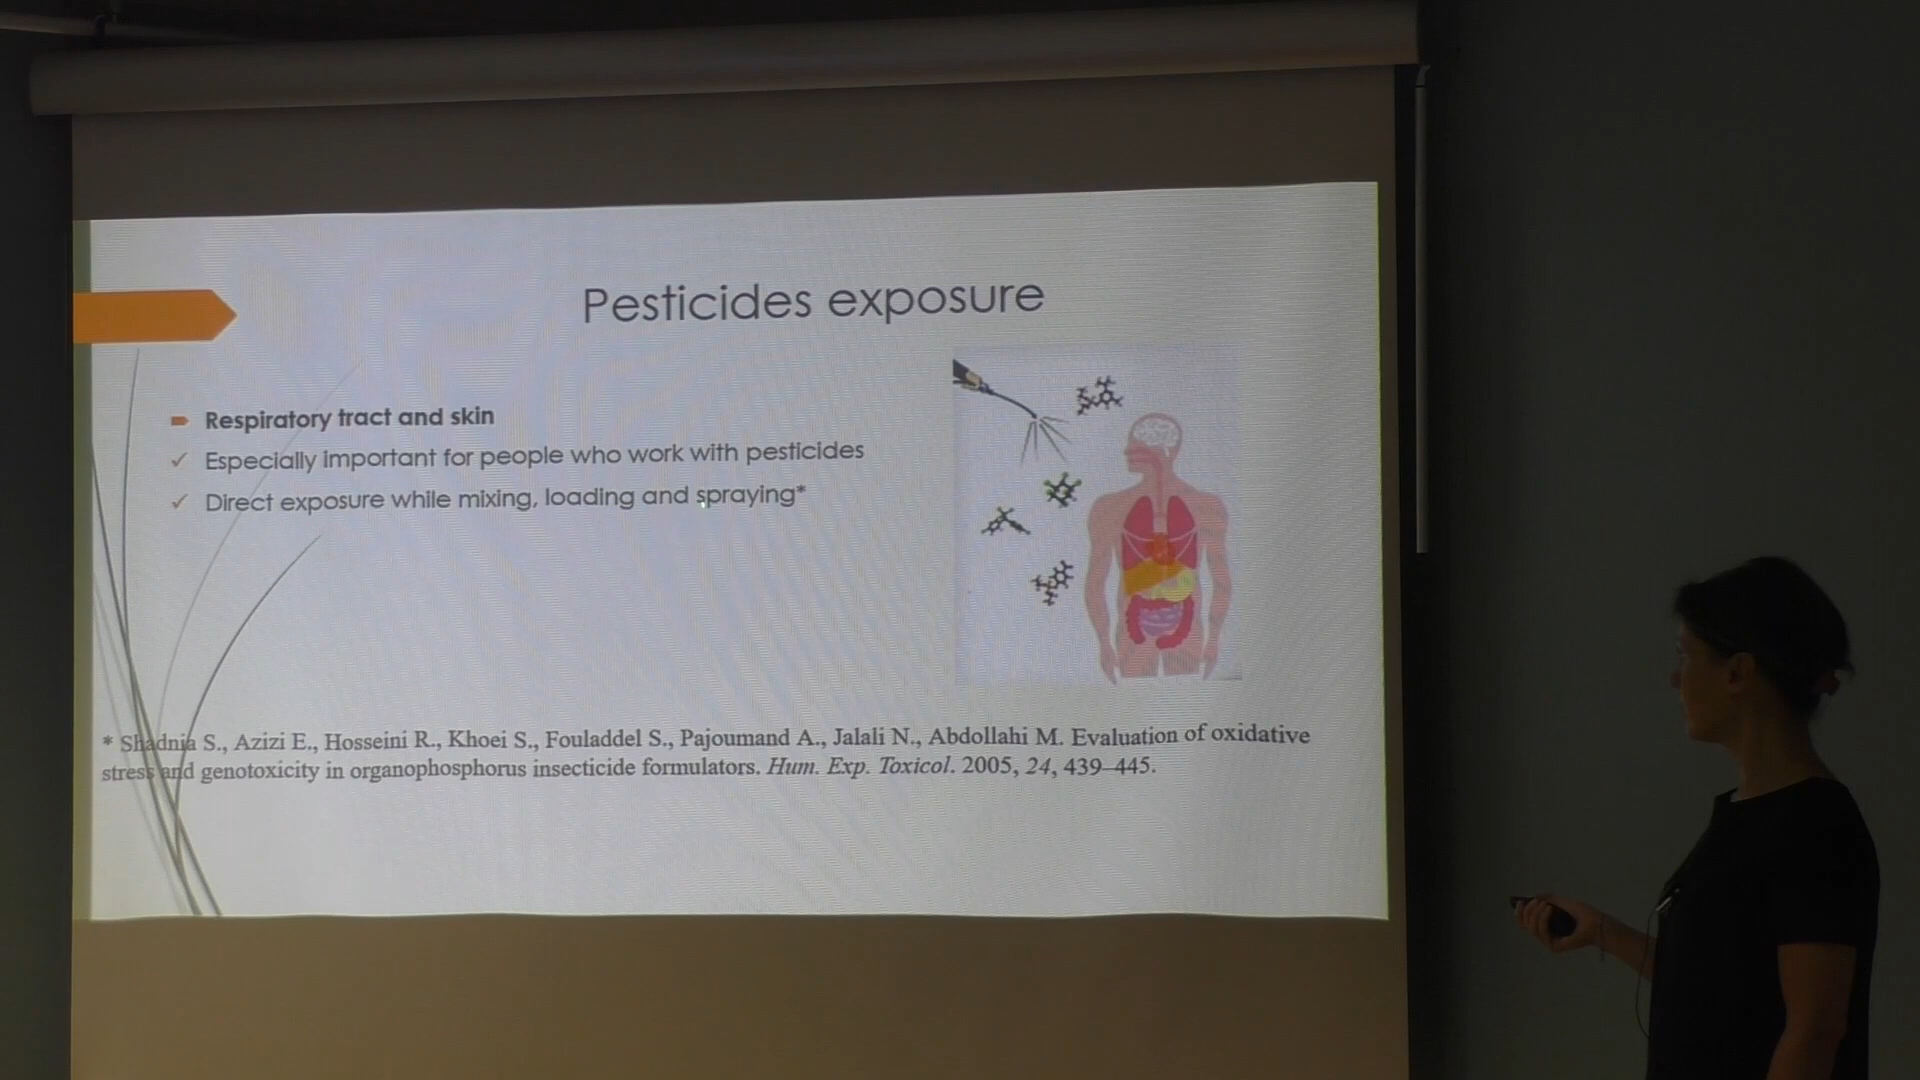 Pesticides exposure
Respiratory tract and skin
Especially important for people who work with pesticides
Direct exposure while mixing, loading and spraying*
* Shadnia S., Azizi E., Hosseini R., Khoei S., Fouladdel S., Pajoumand A., Jalali N., Abdollahi M. Evaluation of oxidative
stress and genotoxicity in organophosphorus insecticide formulators. Hum. Exp. Toxicol. 2005, 24, 439–445.